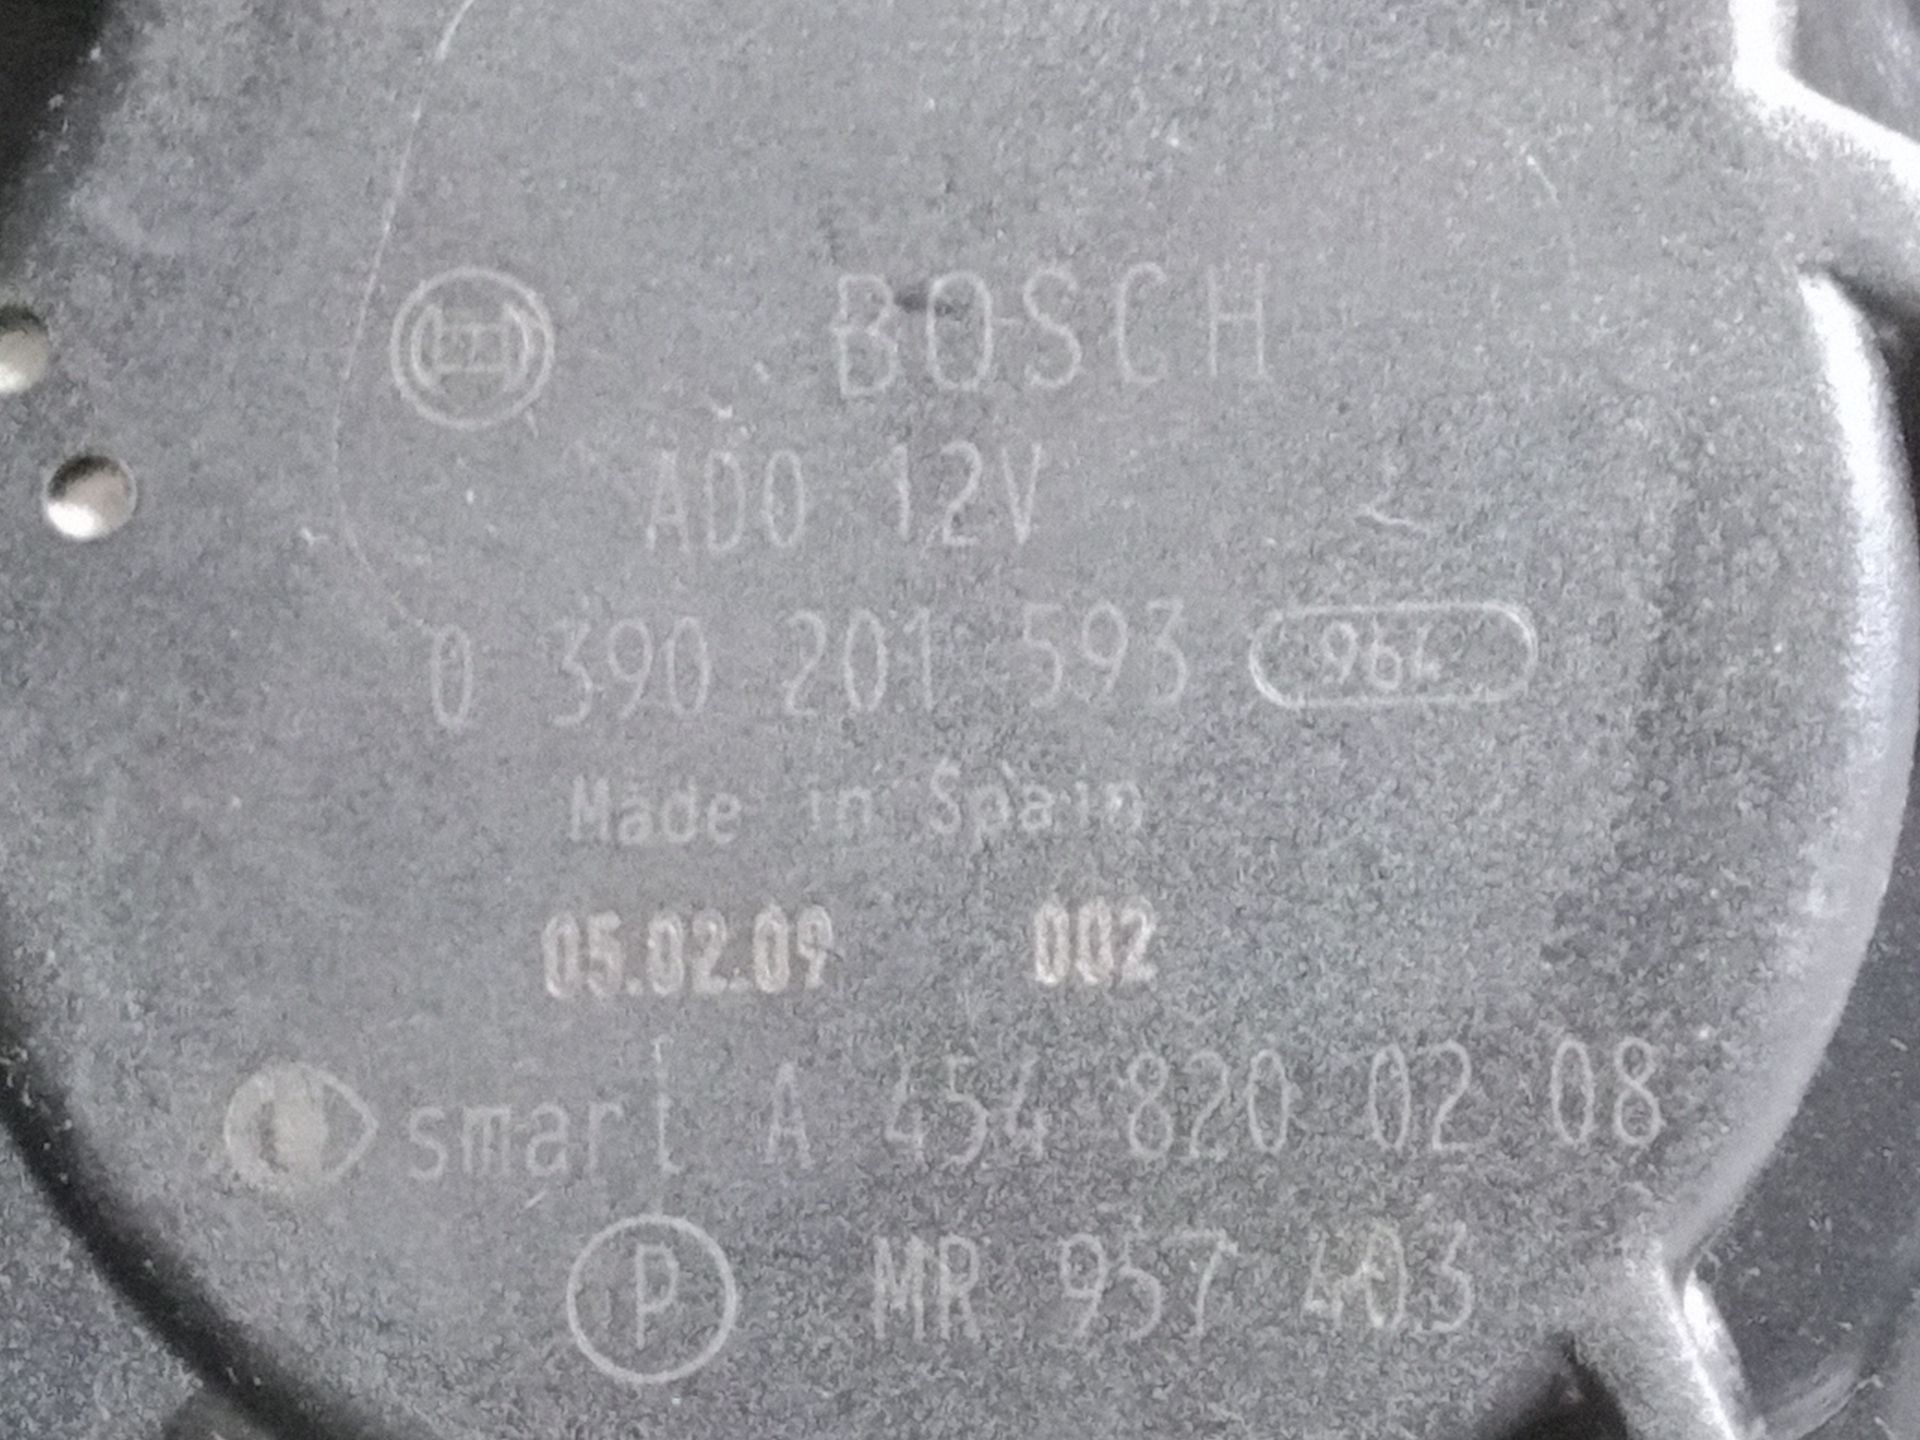 BOSCH
AD0 12V
0 390 201 593 964
Made in Spain
05.02.09 002
smart A 454 820 02 08
P MR 957 403